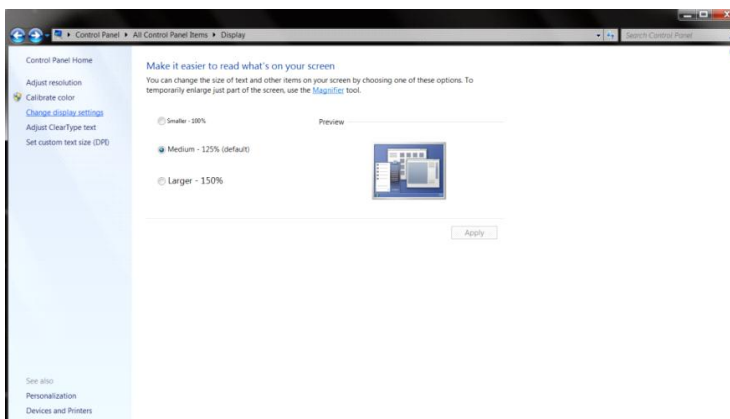 Control Panel ▸ All Control Panel Items ▸ Display
Search Control Panel
Control Panel Home
Adjust resolution
Calibrate color
Change display settings
Adjust ClearType text
Set custom text size (DPI)
See also
Personalization
Devices and Printers
Make it easier to read what's on your screen
You can change the size of text and other items on your screen by choosing one of these options. To
temporarily enlarge just part of the screen, use the Magnifier tool.
Smaller - 100%
Medium - 125% (default)
Larger - 150%
Preview
Apply